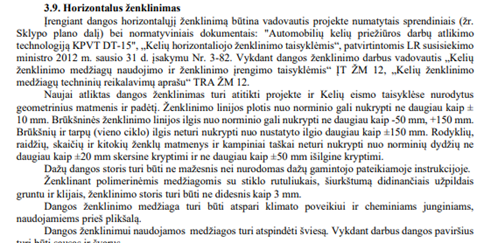 3.9. Horizontalus ženklinimas
Įrengiant dangos horizontalųjį ženklinimą būtina vadovautis projekte numatytais sprendiniais (žr.
Sklypo plano dalį) bei normatyviniais dokumentais: "Automobilių kelių priežiūros darbų atlikimo
technologiją KPVT DT-15", „Kelių horizontaliojo ženklinimo taisyklėmis“, patvirtintomis LR susisiekimo
ministro 2012 m. sausio 31 d. įsakymu Nr. 3-82. Vykdant dangos ženklinimo darbus vadovautis „Kelių
ženklinimo medžiagų naudojimo ir ženklinimo įrengimo taisyklėmis“ ĮT ŽM 12, „Kelių ženklinimo
medžiagų techninių reikalavimų aprašu“ TRA ŽM 12.
Naujai atliktas dangos ženklinimas turi atitikti projekte ir Kelių eismo taisyklėse nurodytus
geometrinius matmenis ir padėtį. Ženklinimo linijos plotis nuo norminio gali nukrypti ne daugiau kaip ±
10 mm. Brūkšninės ženklinimo linijos ilgis nuo norminio gali nukrypti ne daugiau kaip -50 mm, +150 mm.
Brūkšnių ir tarpų (vieno ciklo) ilgis neturi nukrypti nuo nustatyto ilgio daugiau kaip ±150 mm. Rodyklių,
raidžių, skaičių ir kitokių ženklų matmenys ir kampiniai taškai neturi nukrypti nuo norminių dydžių ne
daugiau kaip ±20 mm skersine kryptimi ir ne daugiau kaip ±50 mm išilgine kryptimi.
Dažų dangos storis turi būti ne mažesnis nei nurodomas dažų gamintojo pateikiamoje instrukcijoje.
Ženklinant polimerinėmis medžiagomis su stiklo rutuliukais, šiurkštumą didinančiais užpildais
gruntu ir klijais, ženklinimo storis turi būti ne didesnis kaip 3 mm.
Dangos ženklinimo medžiaga turi būti atspari klimato poveikiui ir cheminiams junginiams,
naudojamiems prieš plikšalą.
Dangos ženklinimui naudojamos medžiagos turi atspindėti šviesą. Vykdant darbus dangos paviršius
turi būti sausas ir švarus.